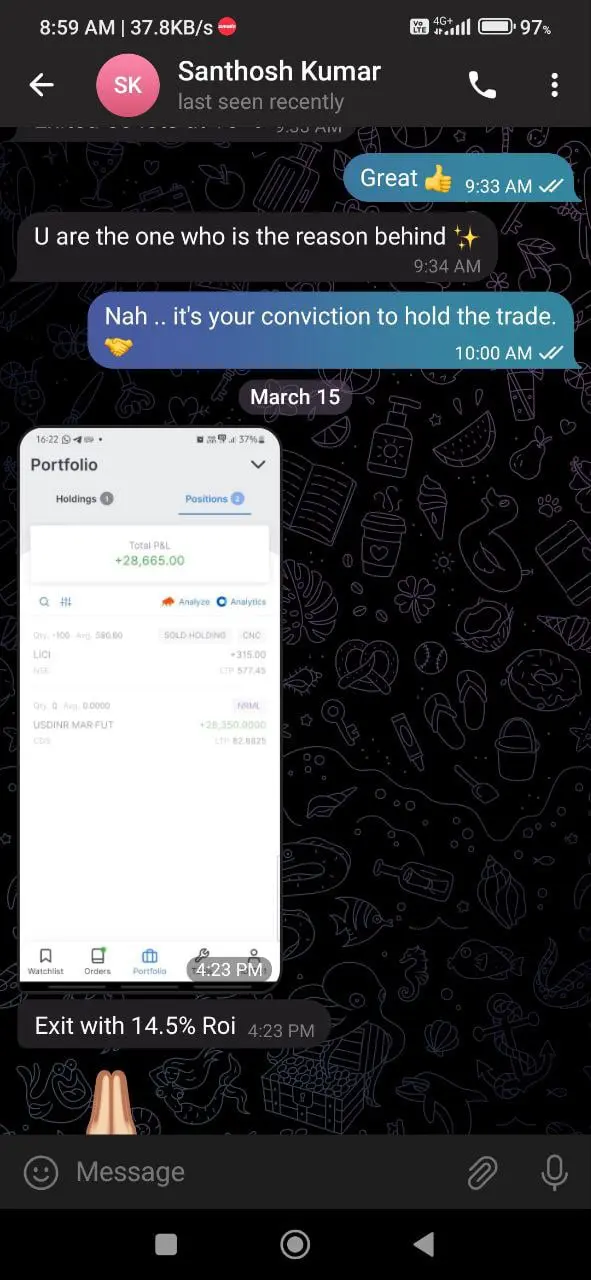 8:59 AM | 37.8KB/s
Vo LTE 4G+ 97%
SK
Santhosh Kumar
last seen recently
9:33 AM
Great 👍 9:33 AM
U are the one who is the reason behind ✨
9:34 AM
Nah .. it's your conviction to hold the trade.
🤝 10:00 AM
March 15
16:22 37%
Portfolio
Holdings 1 Positions 2
Total P&L
+28,665.00
Analyze Analytics
Qty. -100 Avg. 580.60 SOLD HOLDING CNC
LICI +315.00
NSE LTP 577.45
Qty. 0 Avg. 0.0000 NRML
USDINR MAR FUT +28,350.0000
CDS LTP 82.8825
Watchlist Orders Portfolio
4:23 PM
Exit with 14.5% Roi 4:23 PM
🙏
Message